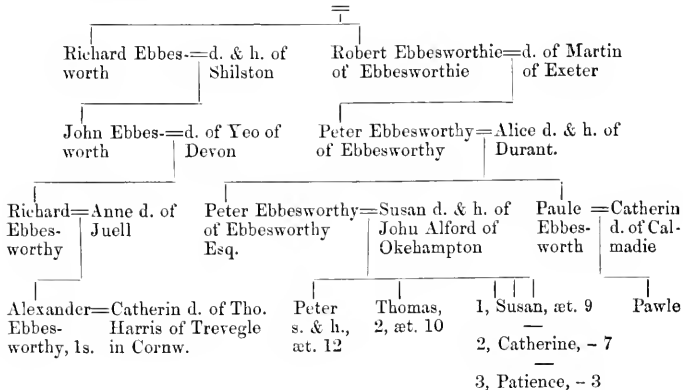 Richard Ebbes-=d. & h. of
worth Shilston
Robert Ebbesworthie=d. of Martin
of Ebbesworthie of Exeter
John Ebbes-=d. of Yeo of
worth Devon
Peter Ebbesworthy=Alice d. & h. of
of Ebbesworthy Durant.
Richard=Anne d. of
Ebbes- Juell
worthy
Peter Ebbesworthy=Susan d. & h. of
of Ebbesworthy John Alford of
Esq. Okehampton
Paule =Catherin
Ebbes- d. of Cal-
worth madie
Alexander=Catherin d. of Tho.
Ebbes- Harris of Trevegle
worthy, 1s. in Cornw.
Peter
s. & h.,
æt. 12
Thomas,
2, æt. 10
1, Susan, æt. 9
2, Catherine, – 7
3, Patience, – 3
Pawle